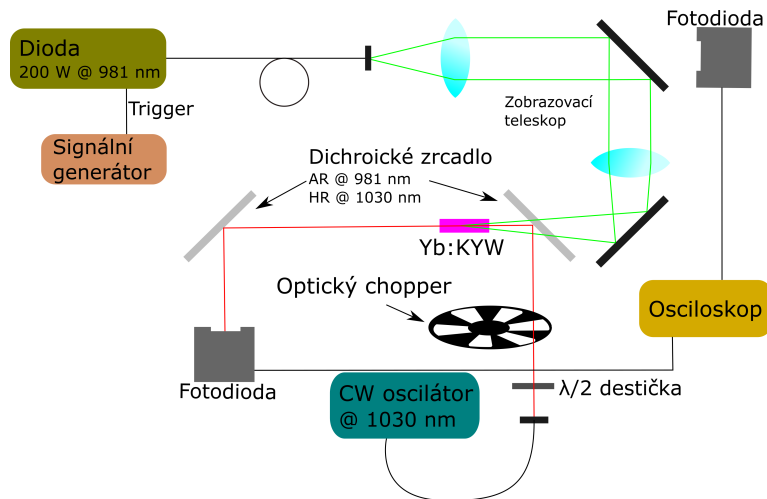 Fotodioda
Dioda
200 W @ 981 nm
Trigger
Signální
generátor
Zobrazovací
teleskop
Dichroické zrcadlo
AR @ 981 nm
HR @ 1030 nm
Yb:KYW
Optický chopper
Osciloskop
Fotodioda
CW oscilátor
@ 1030 nm
λ/2 destička